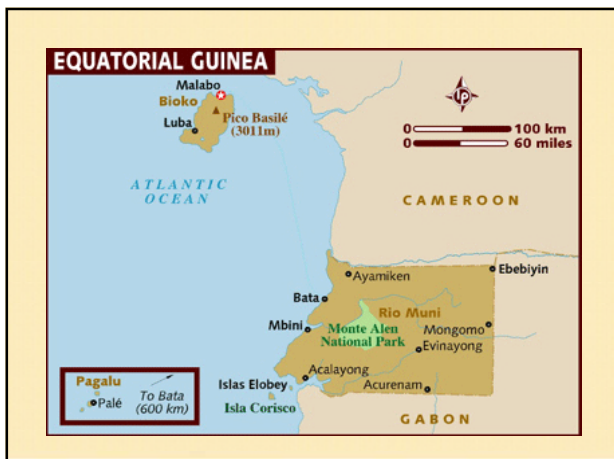 EQUATORIAL GUINEA
Malabo
Bioko
Pico Basilé
(3011m)
Luba
lp
0 100 km
0 60 miles
ATLANTIC
OCEAN
CAMEROON
Ayamiken
Ebebiyin
Bata
Rio Muni
Mbini
Monte Alen
National Park
Mongomo
Evinayong
Acalayong
Islas Elobey
Acurenam
Isla Corisco
GABON
Pagalu
Palé
To Bata
(600 km)